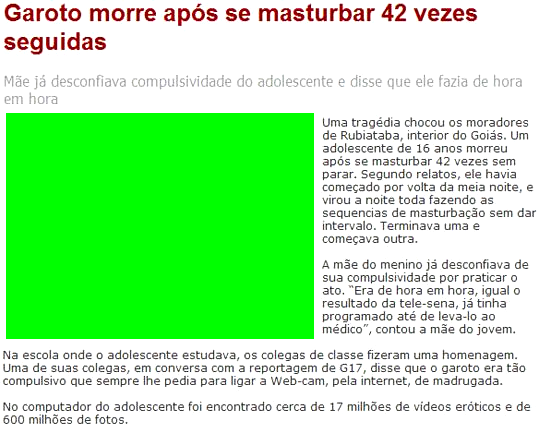 Garoto morre após se masturbar 42 vezes
seguidas
Mãe já desconfiava compulsividade do adolescente e disse que ele fazia de hora
em hora
Uma tragédia chocou os moradores
de Rubiataba, interior do Goiás. Um
adolescente de 16 anos morreu
após se masturbar 42 vezes sem
parar. Segundo relatos, ele havia
começado por volta da meia noite, e
virou a noite toda fazendo as
sequencias de masturbação sem dar
intervalo. Terminava uma e
começava outra.
A mãe do menino já desconfiava de
sua compulsividade por praticar o
ato. “Era de hora em hora, igual o
resultado da tele-sena, já tinha
programado até de leva-lo ao
médico”, contou a mãe do jovem.
Na escola onde o adolescente estudava, os colegas de classe fizeram uma homenagem.
Uma de suas colegas, em conversa com a reportagem de G17, disse que o garoto era tão
compulsivo que sempre lhe pedia para ligar a Web-cam, pela internet, de madrugada.
No computador do adolescente foi encontrado cerca de 17 milhões de vídeos eróticos e de
600 milhões de fotos.